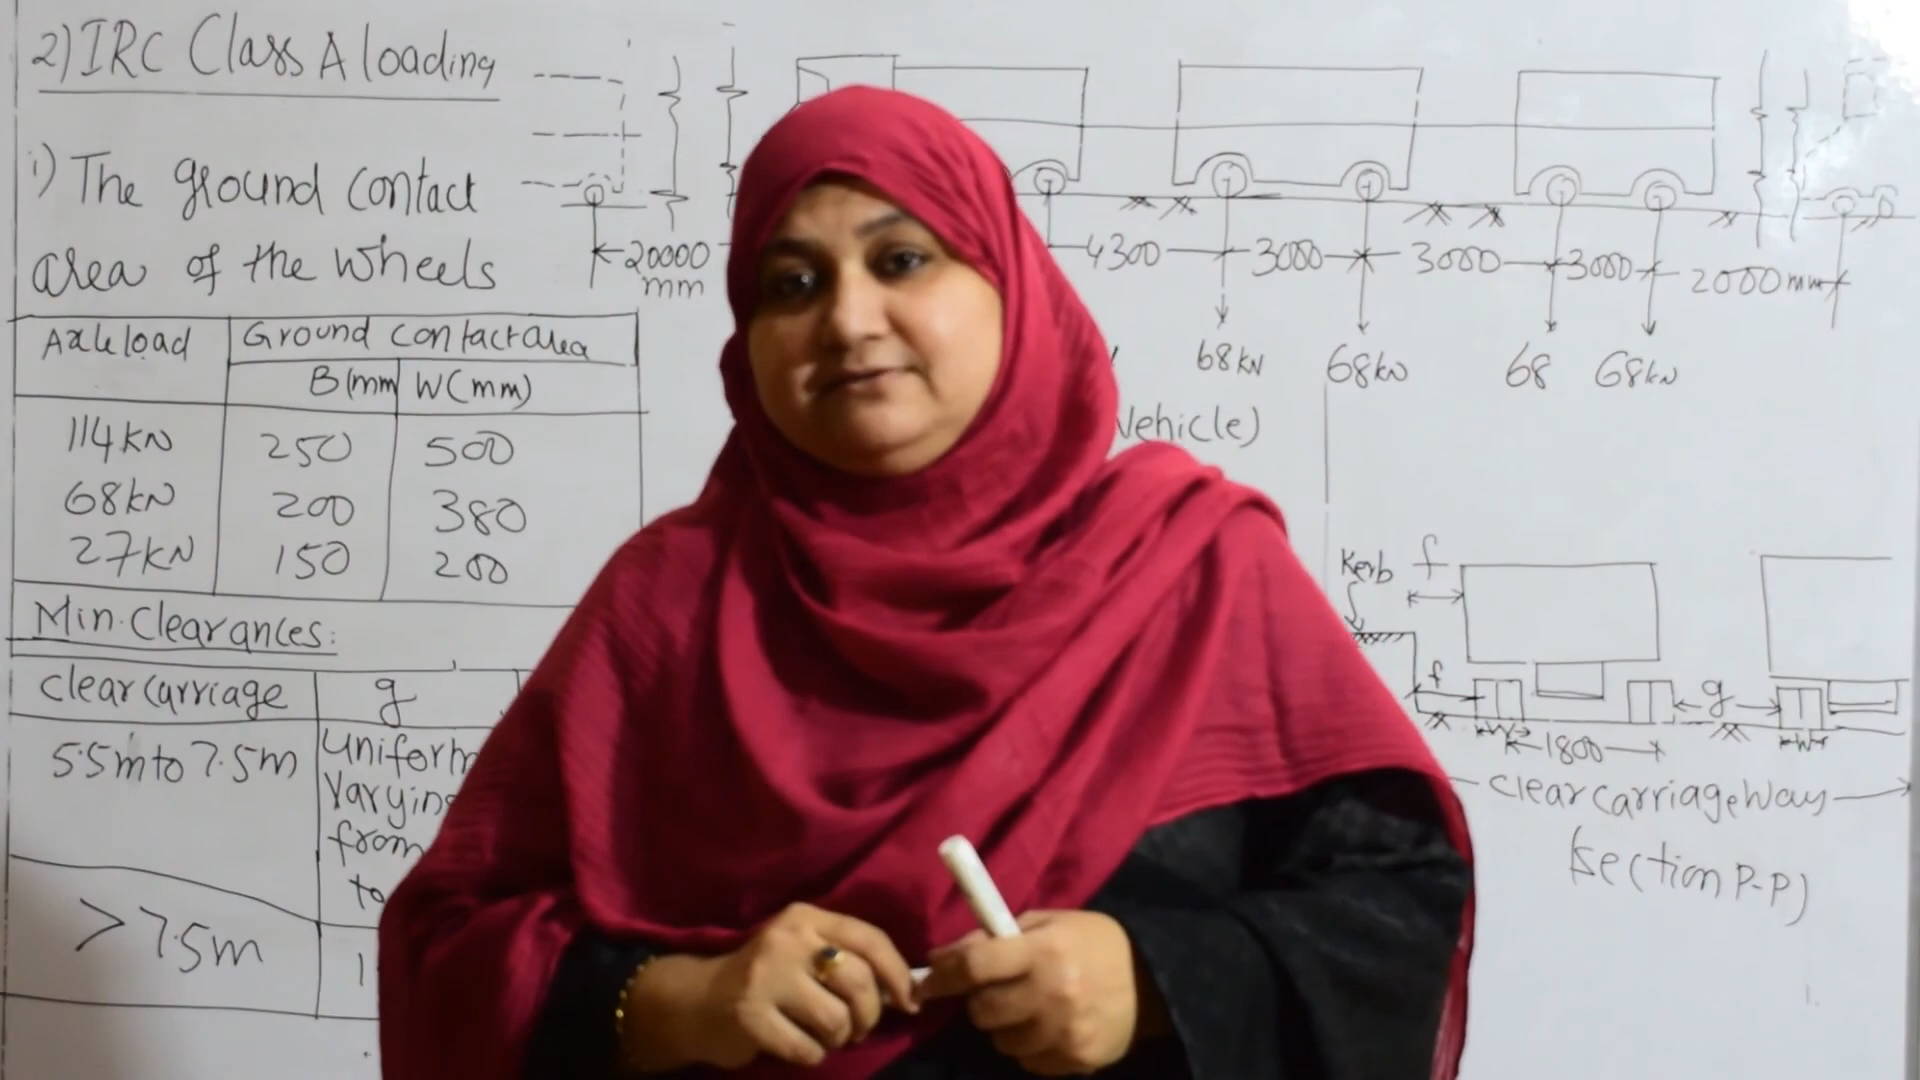 2) IRC Class A loading
i) The ground contact
area of the wheels
Axle load
Ground contact area
B(mm) W(mm)
114KN 250 500
68KN 200 380
27KN 150 200
Min. Clearances:
clear carriage g
5.5m to 7.5m
Uniform
Varying
from
to
> 7.5m
1
20000
mm
4300 3000 3000 3000 2000mm
68KN 68KN 68 68KN
Vehicle)
Kerb f
f
g
W
1800
W
clear carriageway
(section P-P)